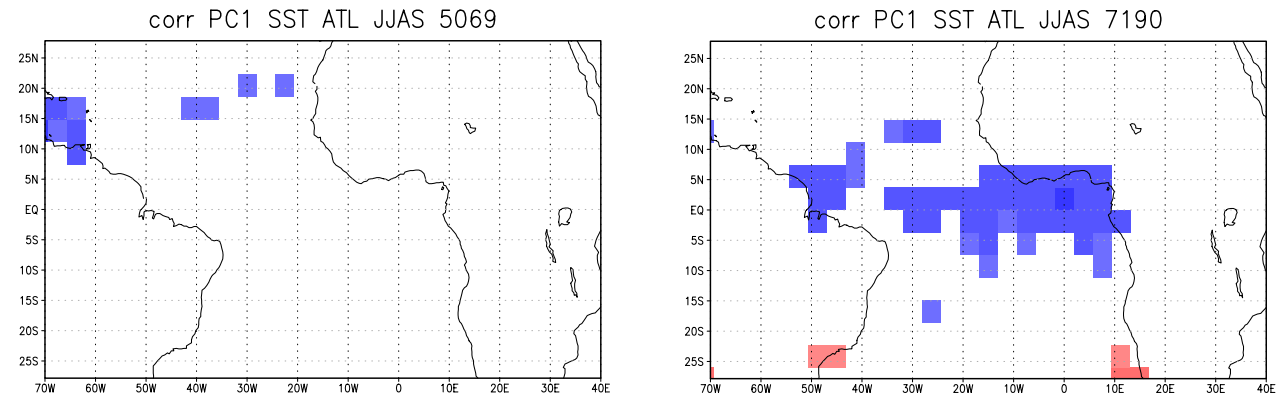 corr PC1 SST ATL JJAS 5069
25N
20N
15N
10N
5N
EQ
5S
10S
15S
20S
25S
70W 60W 50W 40W 30W 20W 10W 0 10E 20E 30E 40E
corr PC1 SST ATL JJAS 7190
25N
20N
15N
10N
5N
EQ
5S
10S
15S
20S
25S
70W 60W 50W 40W 30W 20W 10W 0 10E 20E 30E 40E